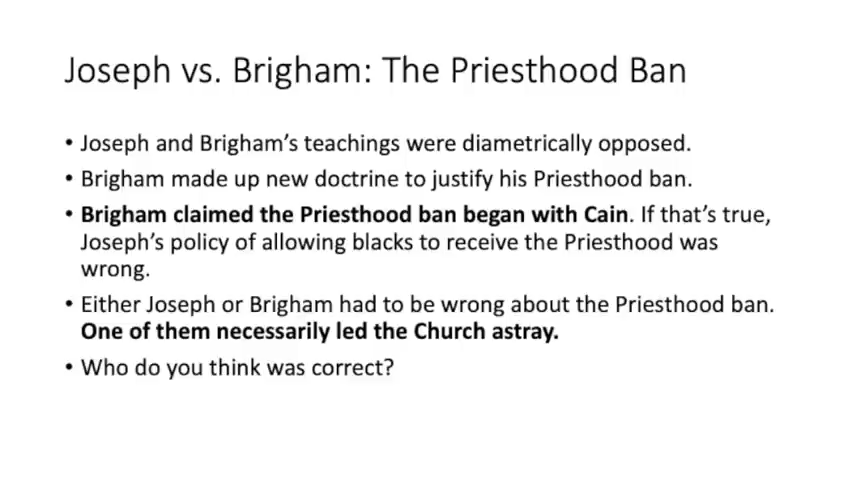 Joseph vs. Brigham: The Priesthood Ban
• Joseph and Brigham's teachings were diametrically opposed.
• Brigham made up new doctrine to justify his Priesthood ban.
• Brigham claimed the Priesthood ban began with Cain. If that's true,
Joseph's policy of allowing blacks to receive the Priesthood was
wrong.
• Either Joseph or Brigham had to be wrong about the Priesthood ban.
One of them necessarily led the Church astray.
• Who do you think was correct?